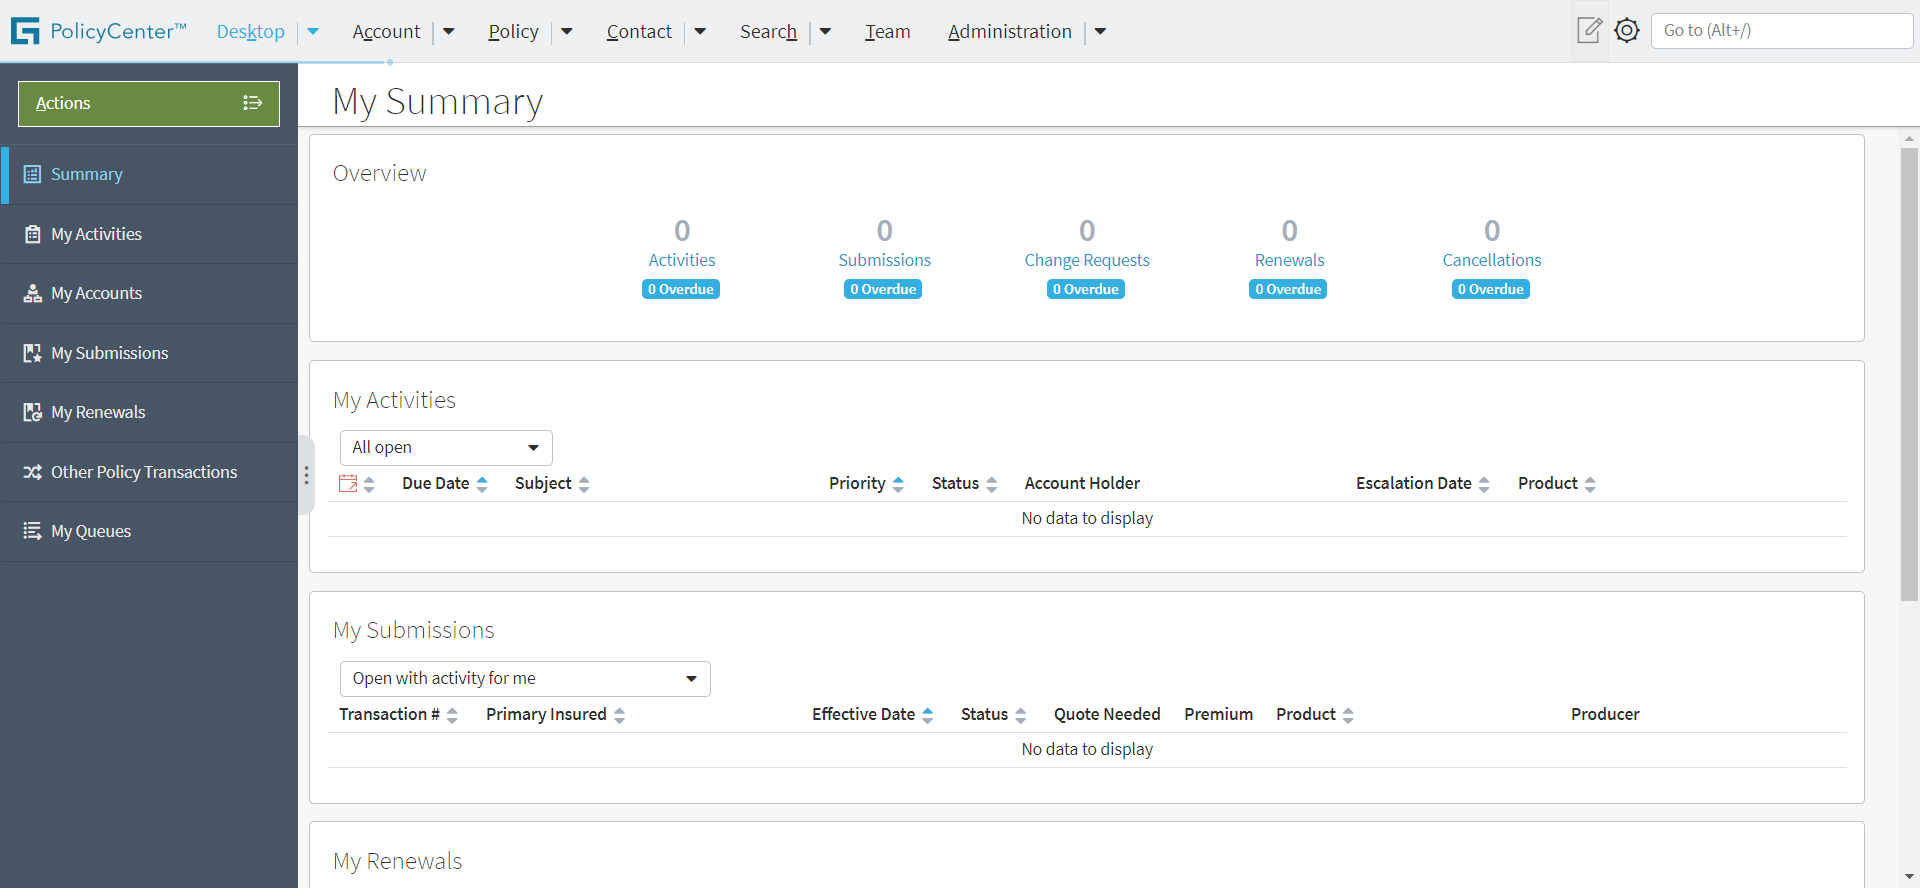 PolicyCenter™
Desktop
Account
Policy
Contact
Search
Team
Administration
Go to (Alt+/)
Actions
Summary
My Activities
My Accounts
My Submissions
My Renewals
Other Policy Transactions
My Queues
My Summary
Overview
0 0 0 0 0
Activities Submissions Change Requests Renewals Cancellations
0 Overdue 0 Overdue 0 Overdue 0 Overdue 0 Overdue
My Activities
All open
Due Date Subject Priority Status Account Holder Escalation Date Product
No data to display
My Submissions
Open with activity for me
Transaction # Primary Insured Effective Date Status Quote Needed Premium Product Producer
No data to display
My Renewals